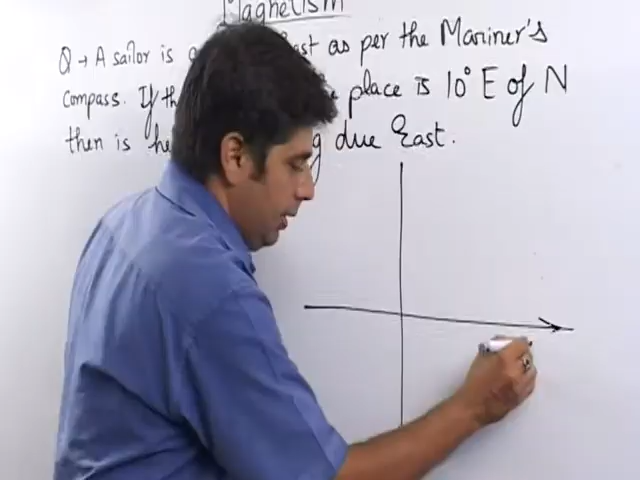 Magnetism
Q → A sailor is East as per the Mariner's
Compass. If the place is 10° E of N
then is he due East.